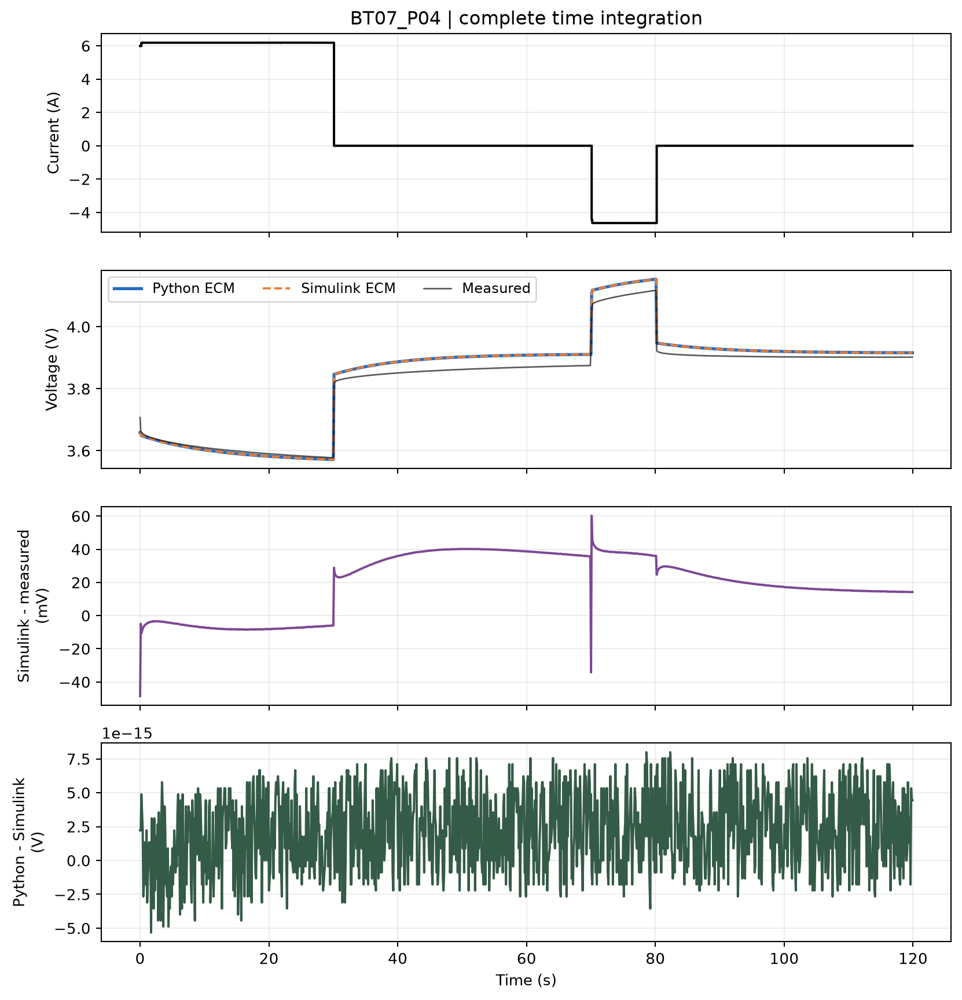 BT07_P04 | complete time integration
Current (A)
6
4
2
0
−2
−4
Voltage (V)
Python ECM
Simulink ECM
Measured
4.0
3.8
3.6
Simulink - measured
(mV)
60
40
20
0
−20
−40
1e−15
Python - Simulink
(V)
7.5
5.0
2.5
0.0
−2.5
−5.0
0 20 40 60 80 100 120
Time (s)